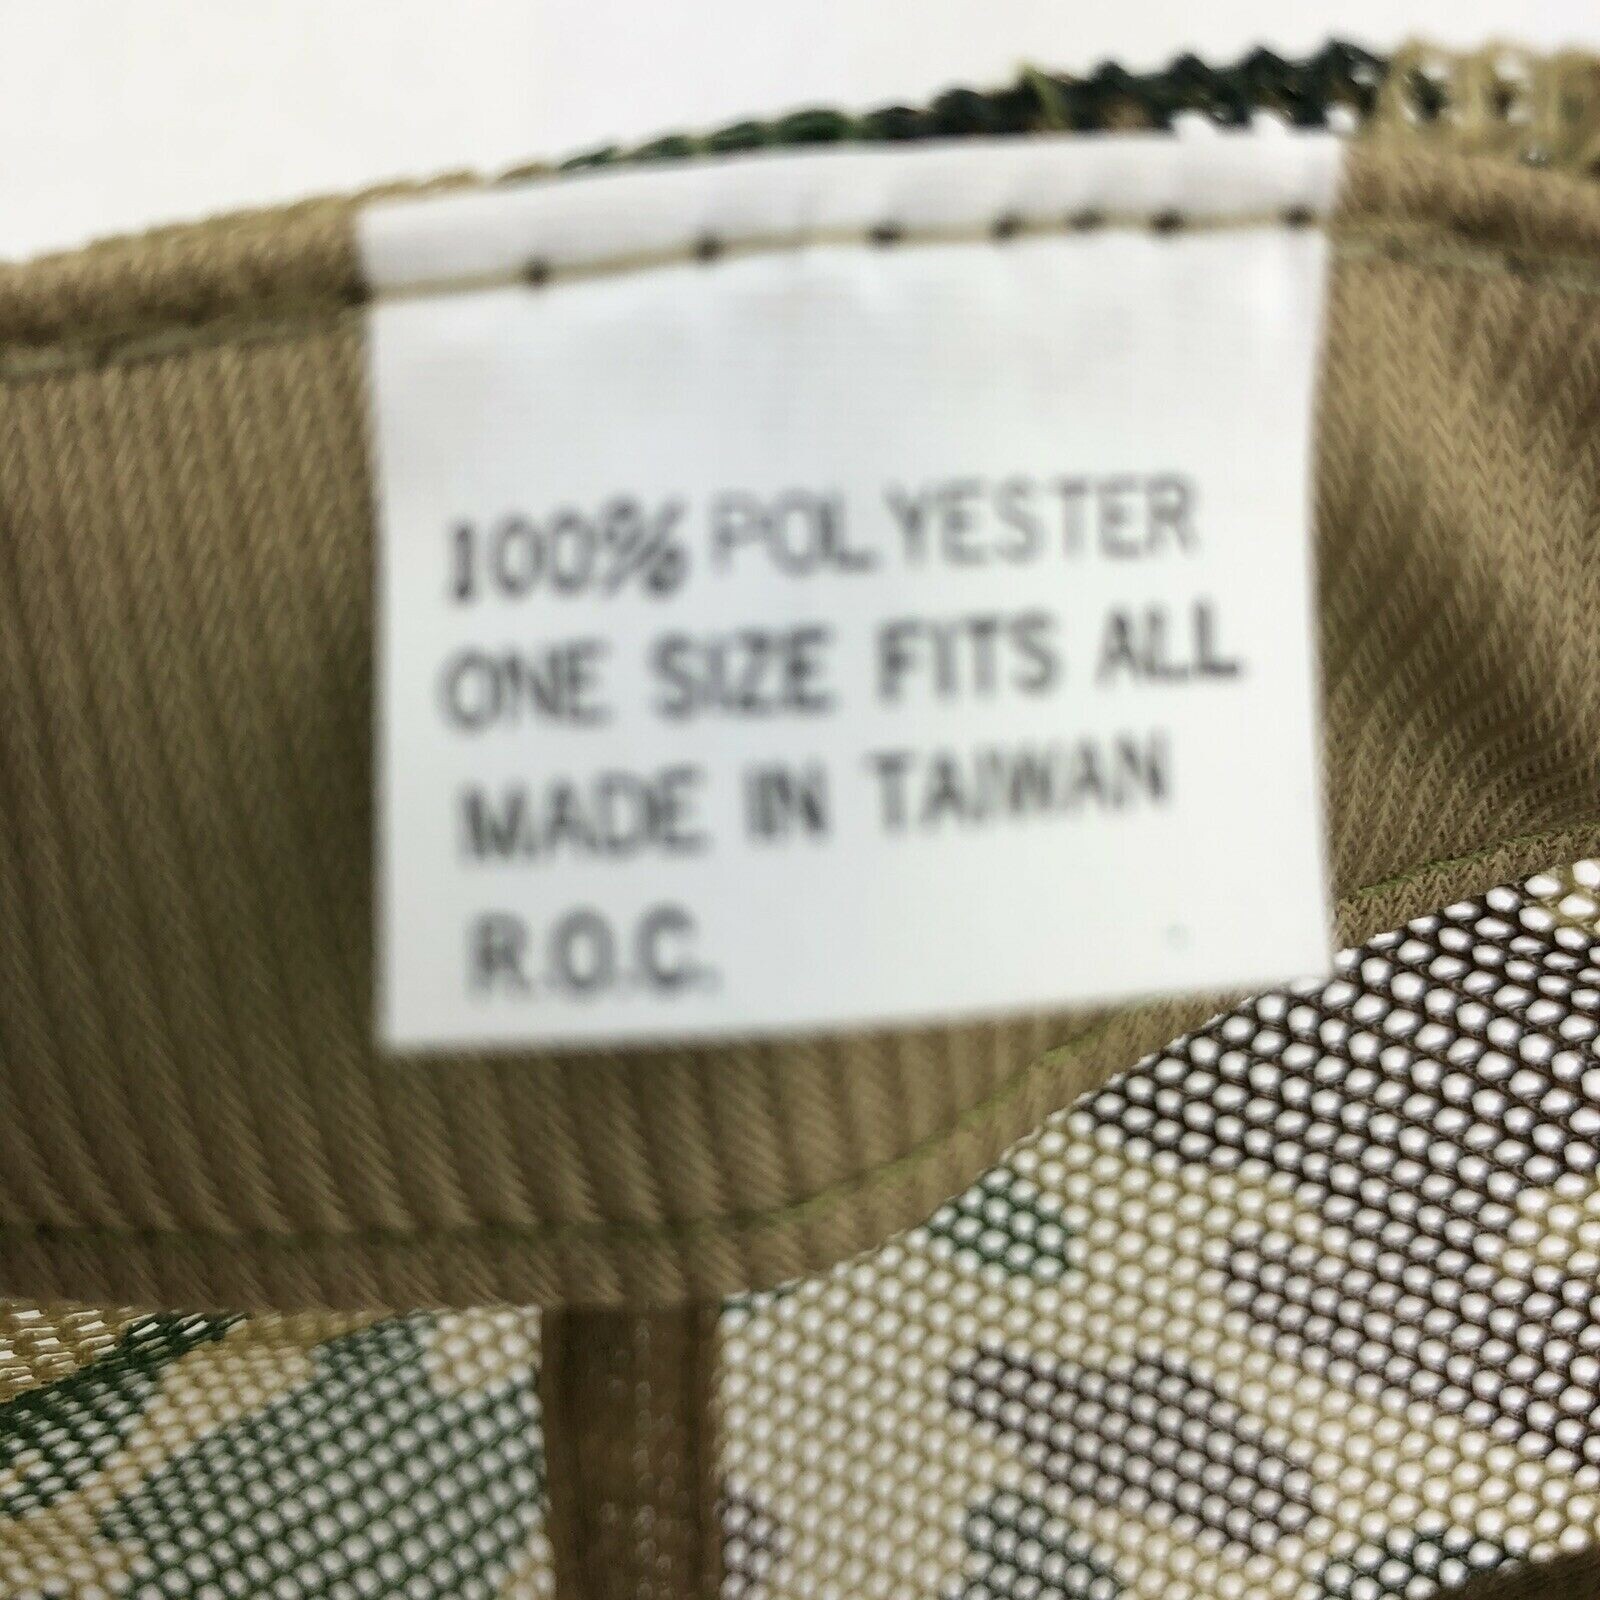 100% POLYESTER
ONE SIZE FITS ALL
MADE IN TAIWAN
R.O.C.